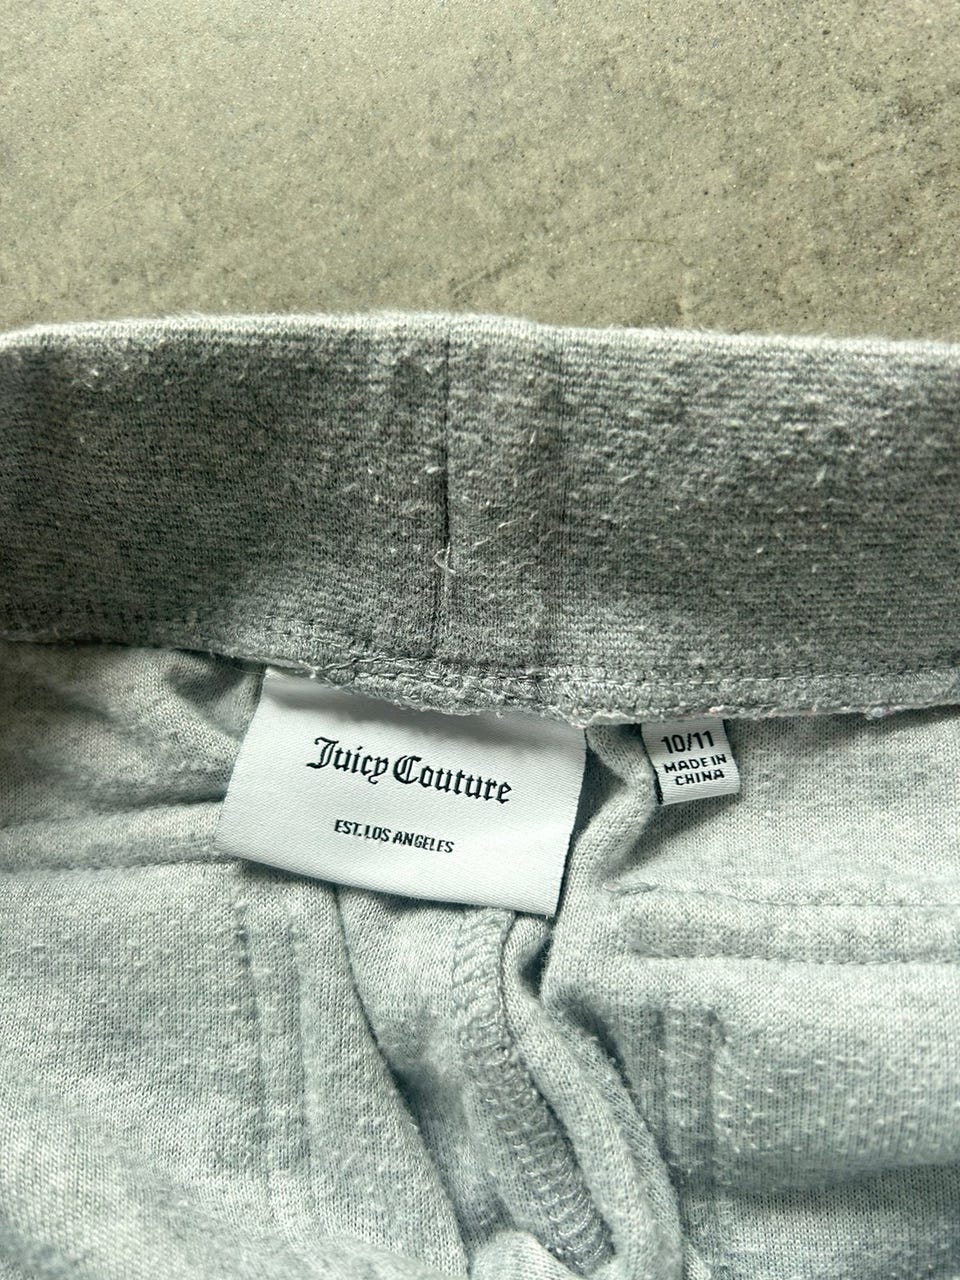 Juicy Couture
EST. LOS ANGELES
10/11
MADE IN
CHINA